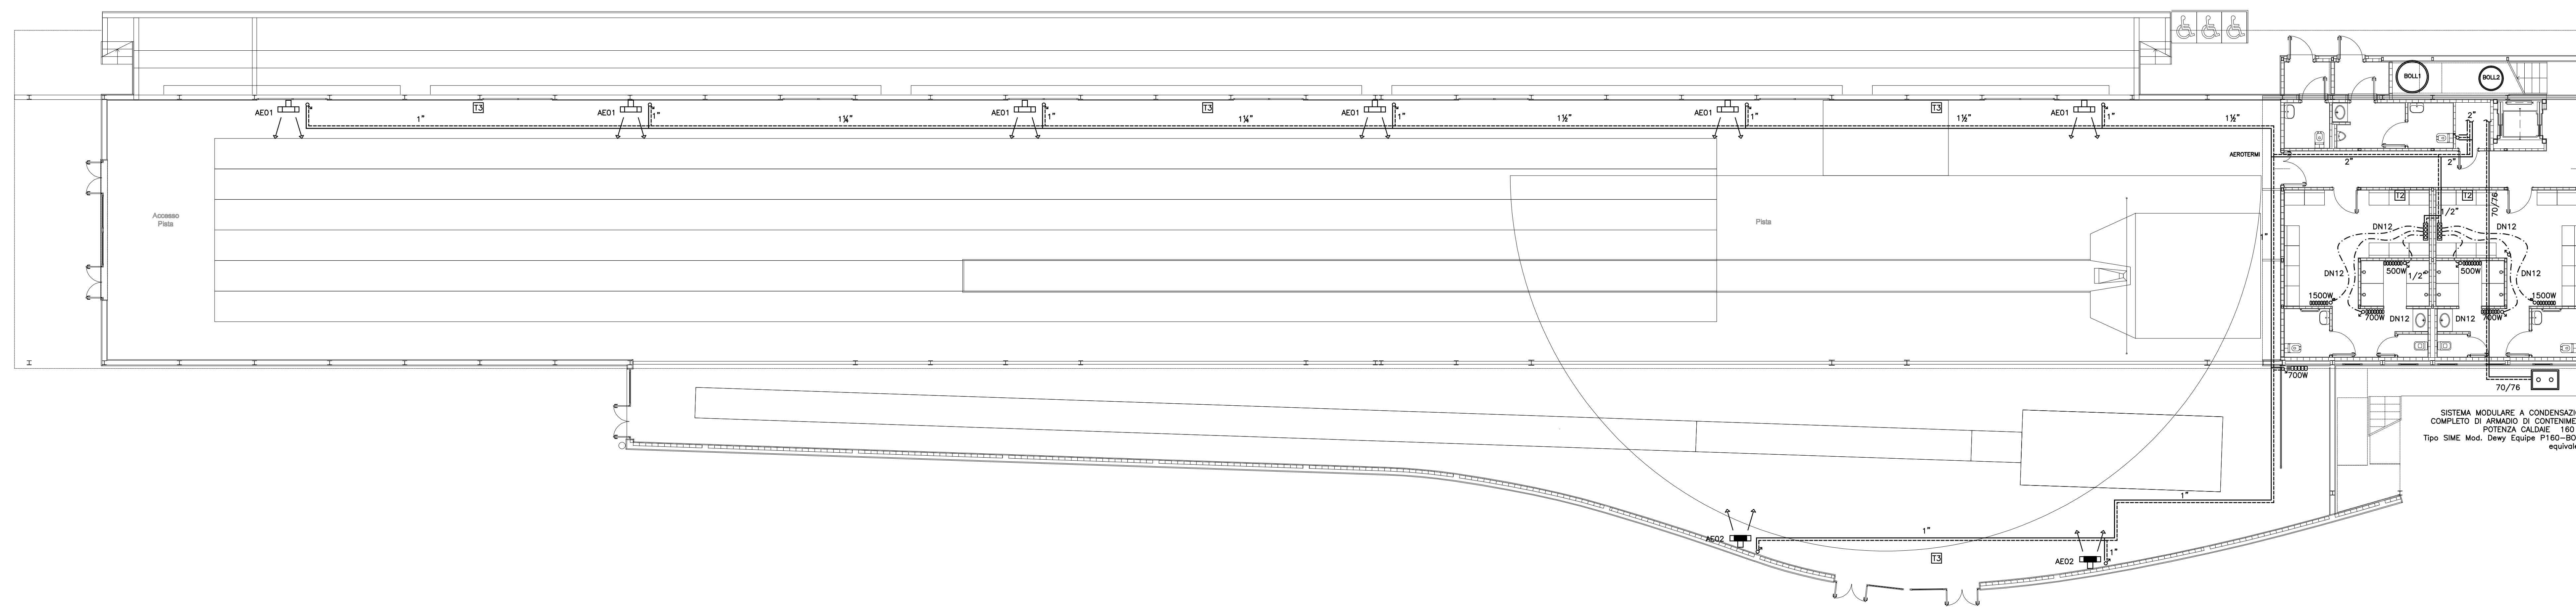 BOLL1
BOLL2
AE01
1"
T3
AE01
1"
1¼"
AE01
1"
T3
1¼"
AE01
1"
1½"
AE01
1"
T3
1½"
AE01
1"
1½"
2"
AEROTERMI
2"
2"
T2
T2
70/76
1/2"
Accesso
Pista
Pista
1"
DN12
DN12
DN12
500W
1/2"
500W
DN12
1500W
1500W
700W
DN12
DN12
700W
700W
70/76
SISTEMA MODULARE A CONDENSAZI
COMPLETO DI ARMADIO DI CONTENIME
POTENZA CALDAIE 160
Tipo SIME Mod. Dewy Equipe P160-BO
equivale
1"
1"
AE02
T3
AE02
1"